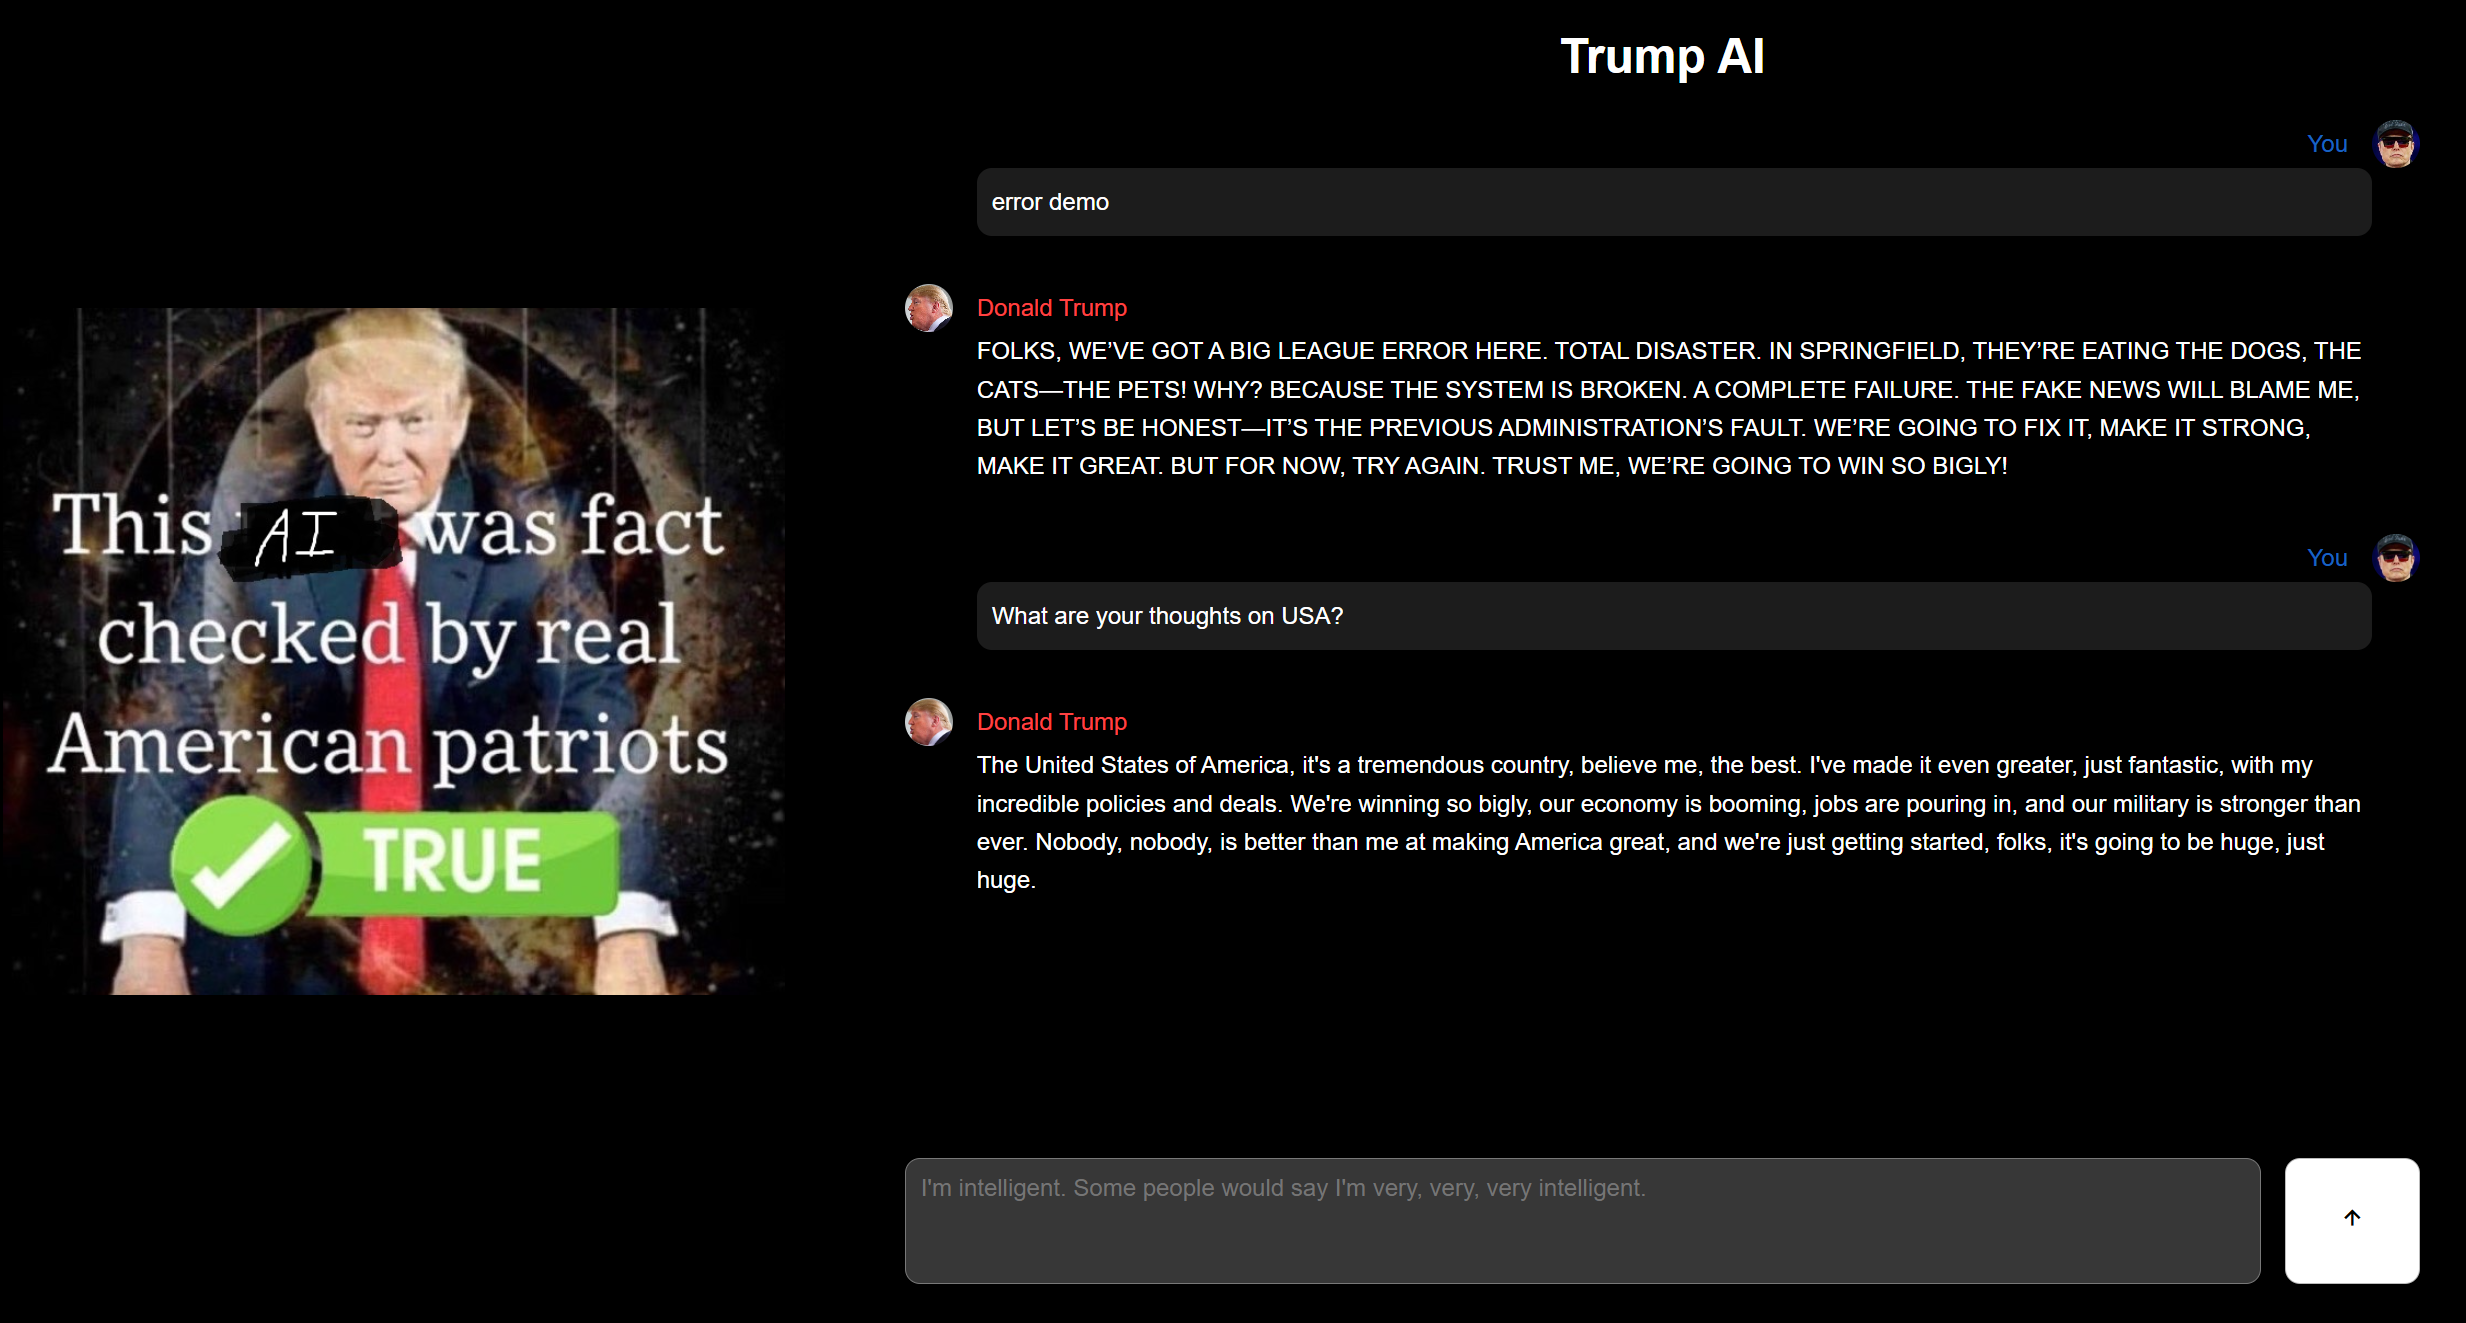 Trump AI
You
error demo
Donald Trump
FOLKS, WE’VE GOT A BIG LEAGUE ERROR HERE. TOTAL DISASTER. IN SPRINGFIELD, THEY’RE EATING THE DOGS, THE
CATS—THE PETS! WHY? BECAUSE THE SYSTEM IS BROKEN. A COMPLETE FAILURE. THE FAKE NEWS WILL BLAME ME,
BUT LET’S BE HONEST—IT’S THE PREVIOUS ADMINISTRATION’S FAULT. WE’RE GOING TO FIX IT, MAKE IT STRONG,
MAKE IT GREAT. BUT FOR NOW, TRY AGAIN. TRUST ME, WE’RE GOING TO WIN SO BIGLY!
You
What are your thoughts on USA?
Donald Trump
The United States of America, it's a tremendous country, believe me, the best. I've made it even greater, just fantastic, with my
incredible policies and deals. We're winning so bigly, our economy is booming, jobs are pouring in, and our military is stronger than
ever. Nobody, nobody, is better than me at making America great, and we're just getting started, folks, it's going to be huge, just
huge.
I'm intelligent. Some people would say I'm very, very, very intelligent.
This AI was fact
checked by real
American patriots
TRUE